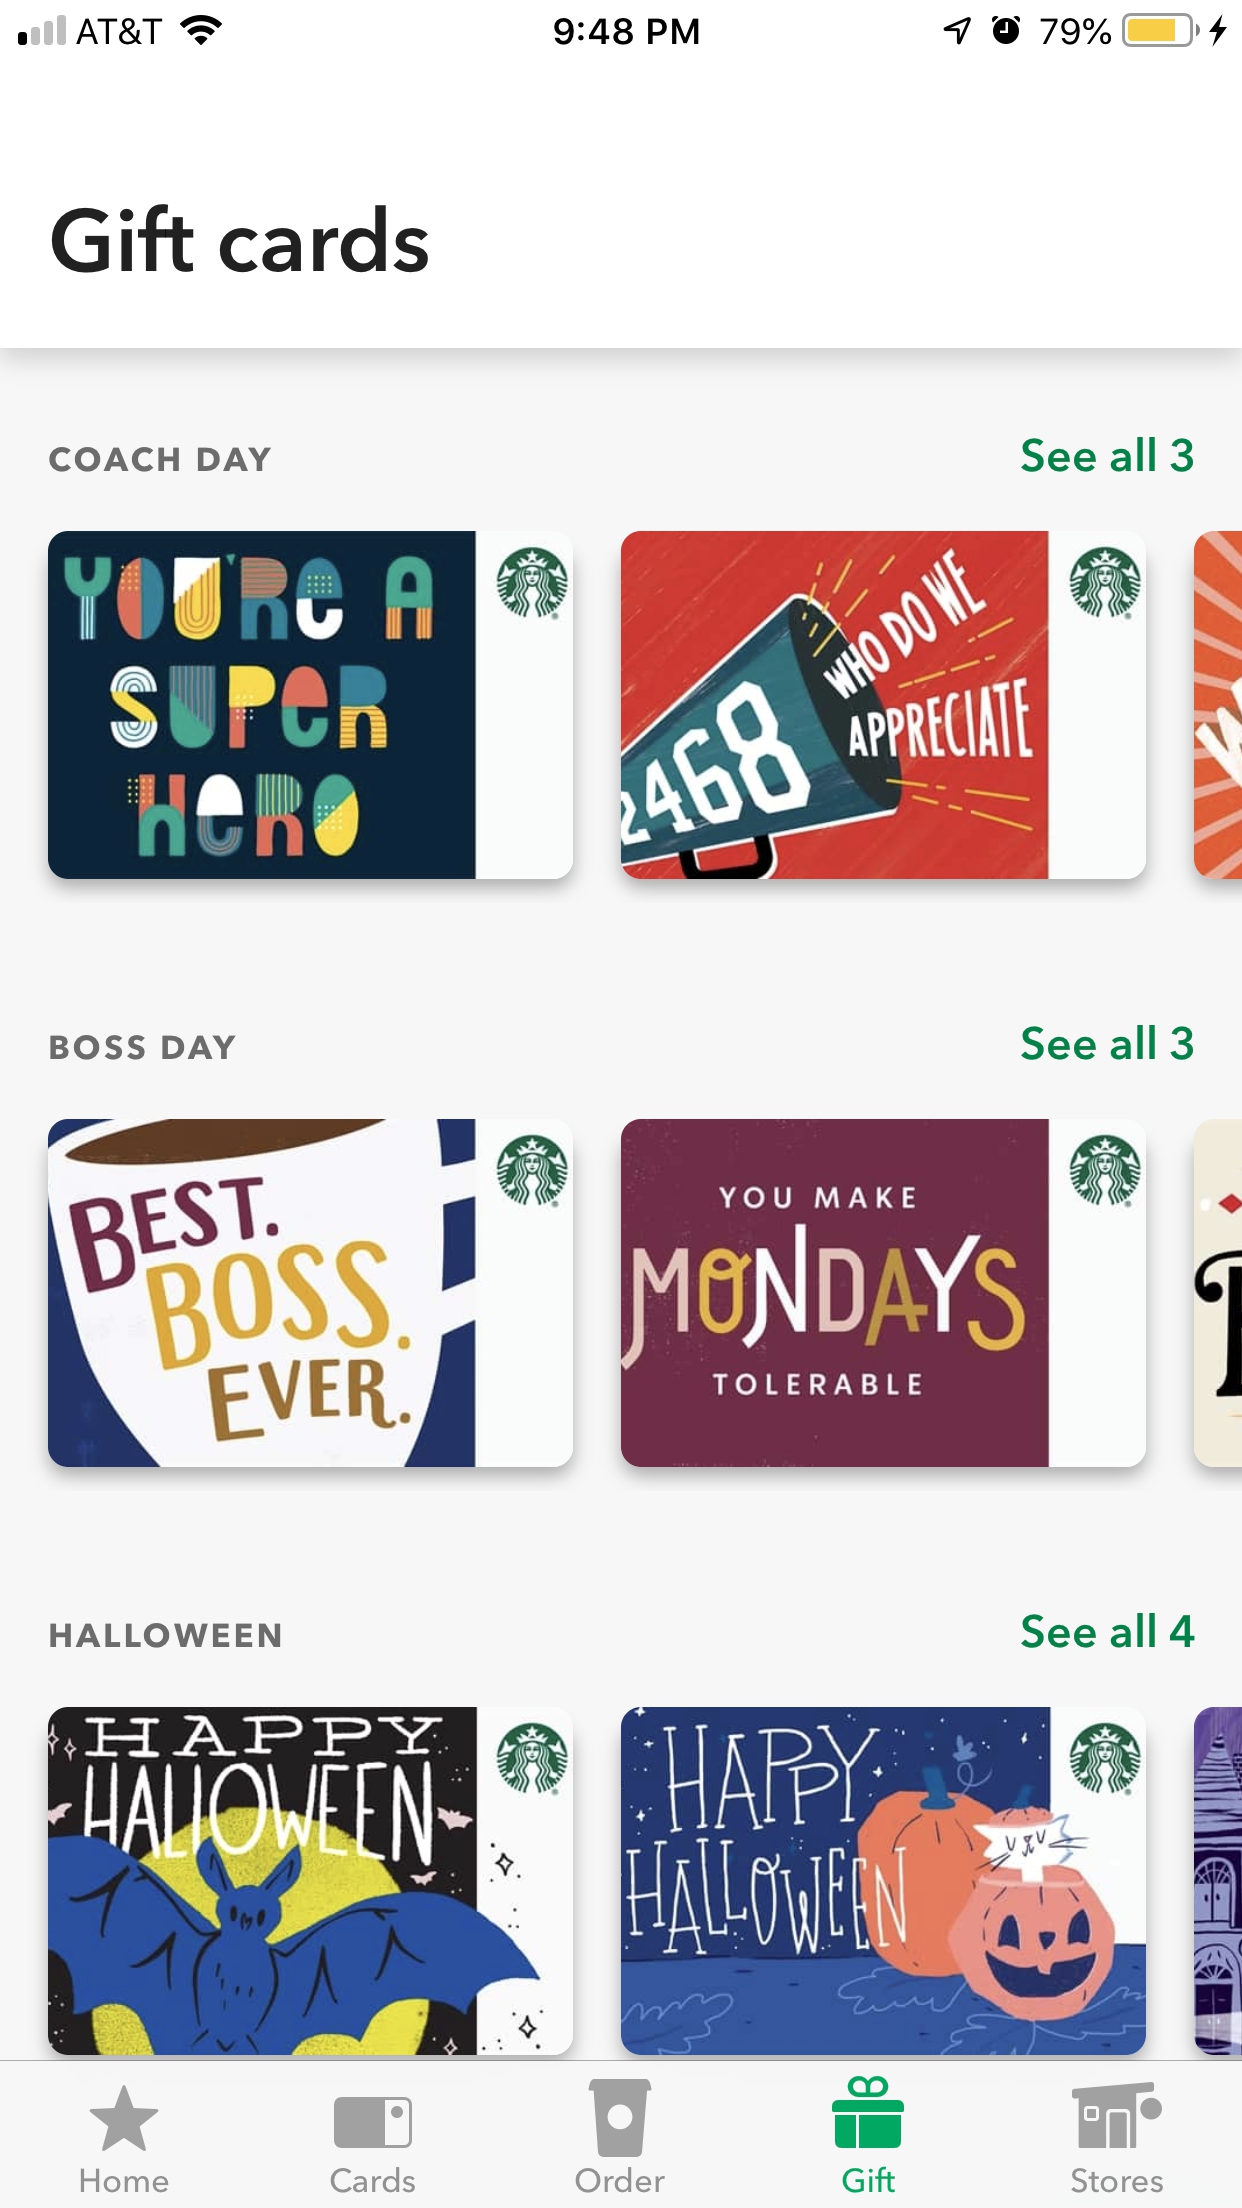 AT&T 9:48 PM 79%
Gift cards
COACH DAY See all 3
YOU'Re A
SUPeR
HeRO
2468
WHO DO WE
APPRECIATE
BOSS DAY See all 3
BEST.
BOSS.
EVER.
YOU MAKE
MONDAYS
TOLERABLE
HALLOWEEN See all 4
HAPPY
HALLOWEEN
HAPPY
HALLOWEEN
Home Cards Order Gift Stores